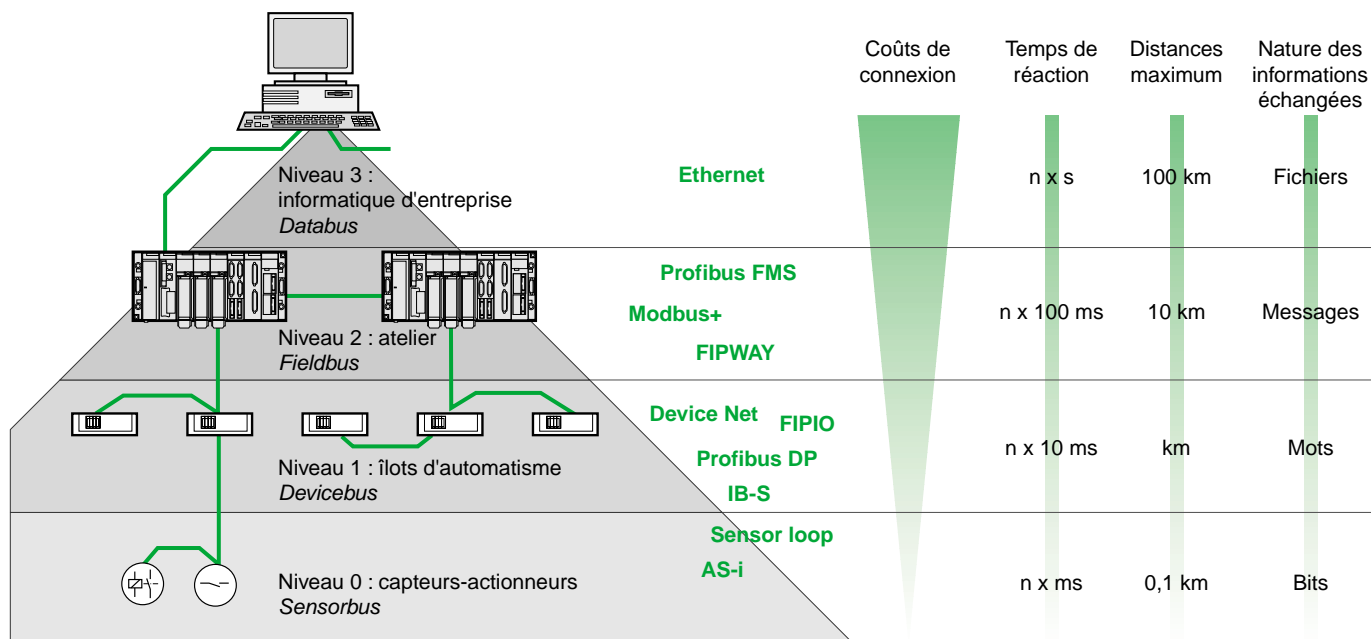 Coûts de
connexion
Temps de
réaction
Distances
maximum
Nature des
informations
échangées
Niveau 3 :
informatique d'entreprise
Databus
Ethernet
n x s
100 km
Fichiers
Niveau 2 : atelier
Fieldbus
Profibus FMS
Modbus+
FIPWAY
n x 100 ms
10 km
Messages
Niveau 1 : îlots d'automatisme
Devicebus
Device Net
FIPIO
Profibus DP
IB-S
n x 10 ms
km
Mots
Niveau 0 : capteurs-actionneurs
Sensorbus
Sensor loop
AS-i
n x ms
0,1 km
Bits